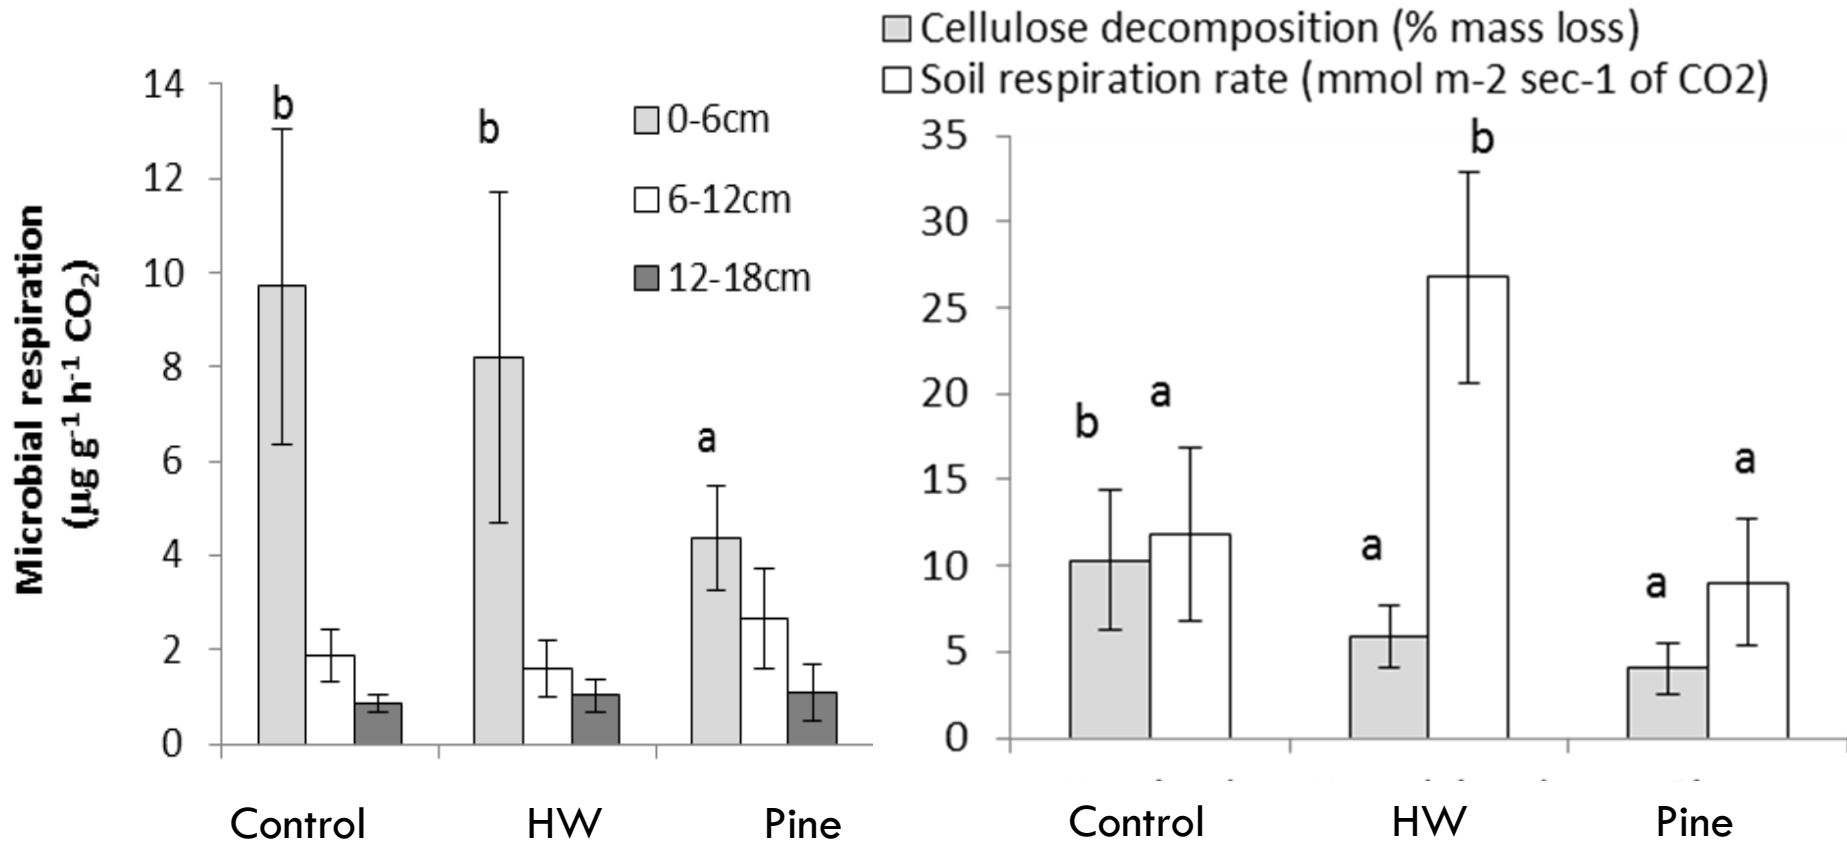 Microbial respiration
(µg g-1 h-1 CO2)
14
12
10
8
6
4
2
0
b
b
a
0-6cm
6-12cm
12-18cm
Control
HW
Pine
Cellulose decomposition (% mass loss)
Soil respiration rate (mmol m-2 sec-1 of CO2)
35
30
25
20
15
10
5
0
b
a
a
b
a
a
Control
HW
Pine